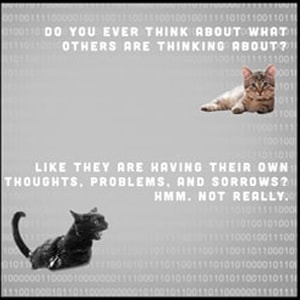 DO YOU EVER THINK ABOUT WHAT
OTHERS ARE THINKING ABOUT?
LIKE THEY ARE HAVING THEIR OWN
THOUGHTS, PROBLEMS, AND SORROWS?
HMM. NOT REALLY.